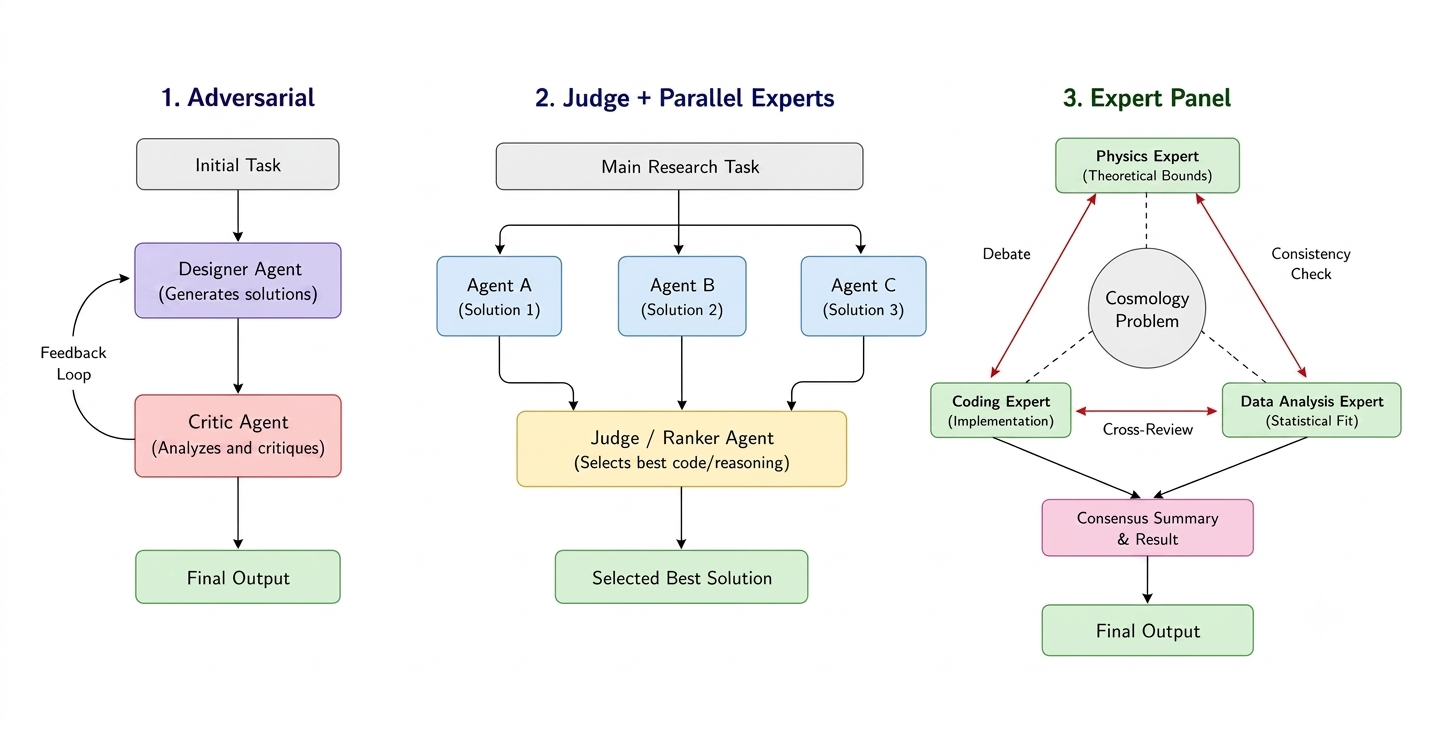 1. Adversarial
Initial Task
Designer Agent
(Generates solutions)
Feedback
Loop
Critic Agent
(Analyzes and critiques)
Final Output
2. Judge + Parallel Experts
Main Research Task
Agent A
(Solution 1)
Agent B
(Solution 2)
Agent C
(Solution 3)
Judge / Ranker Agent
(Selects best code/reasoning)
Selected Best Solution
3. Expert Panel
Physics Expert
(Theoretical Bounds)
Debate
Consistency
Check
Cosmology
Problem
Coding Expert
(Implementation)
Cross-Review
Data Analysis Expert
(Statistical Fit)
Consensus Summary
& Result
Final Output